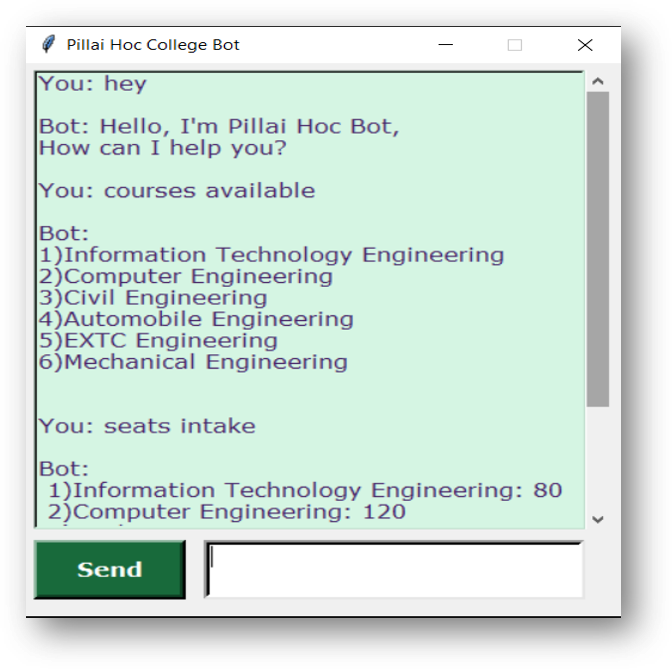 Pillai Hoc College Bot
You: hey
Bot: Hello, I'm Pillai Hoc Bot,
How can I help you?
You: courses available
Bot:
1)Information Technology Engineering
2)Computer Engineering
3)Civil Engineering
4)Automobile Engineering
5)EXTC Engineering
6)Mechanical Engineering
You: seats intake
Bot:
1)Information Technology Engineering: 80
2)Computer Engineering: 120
Send